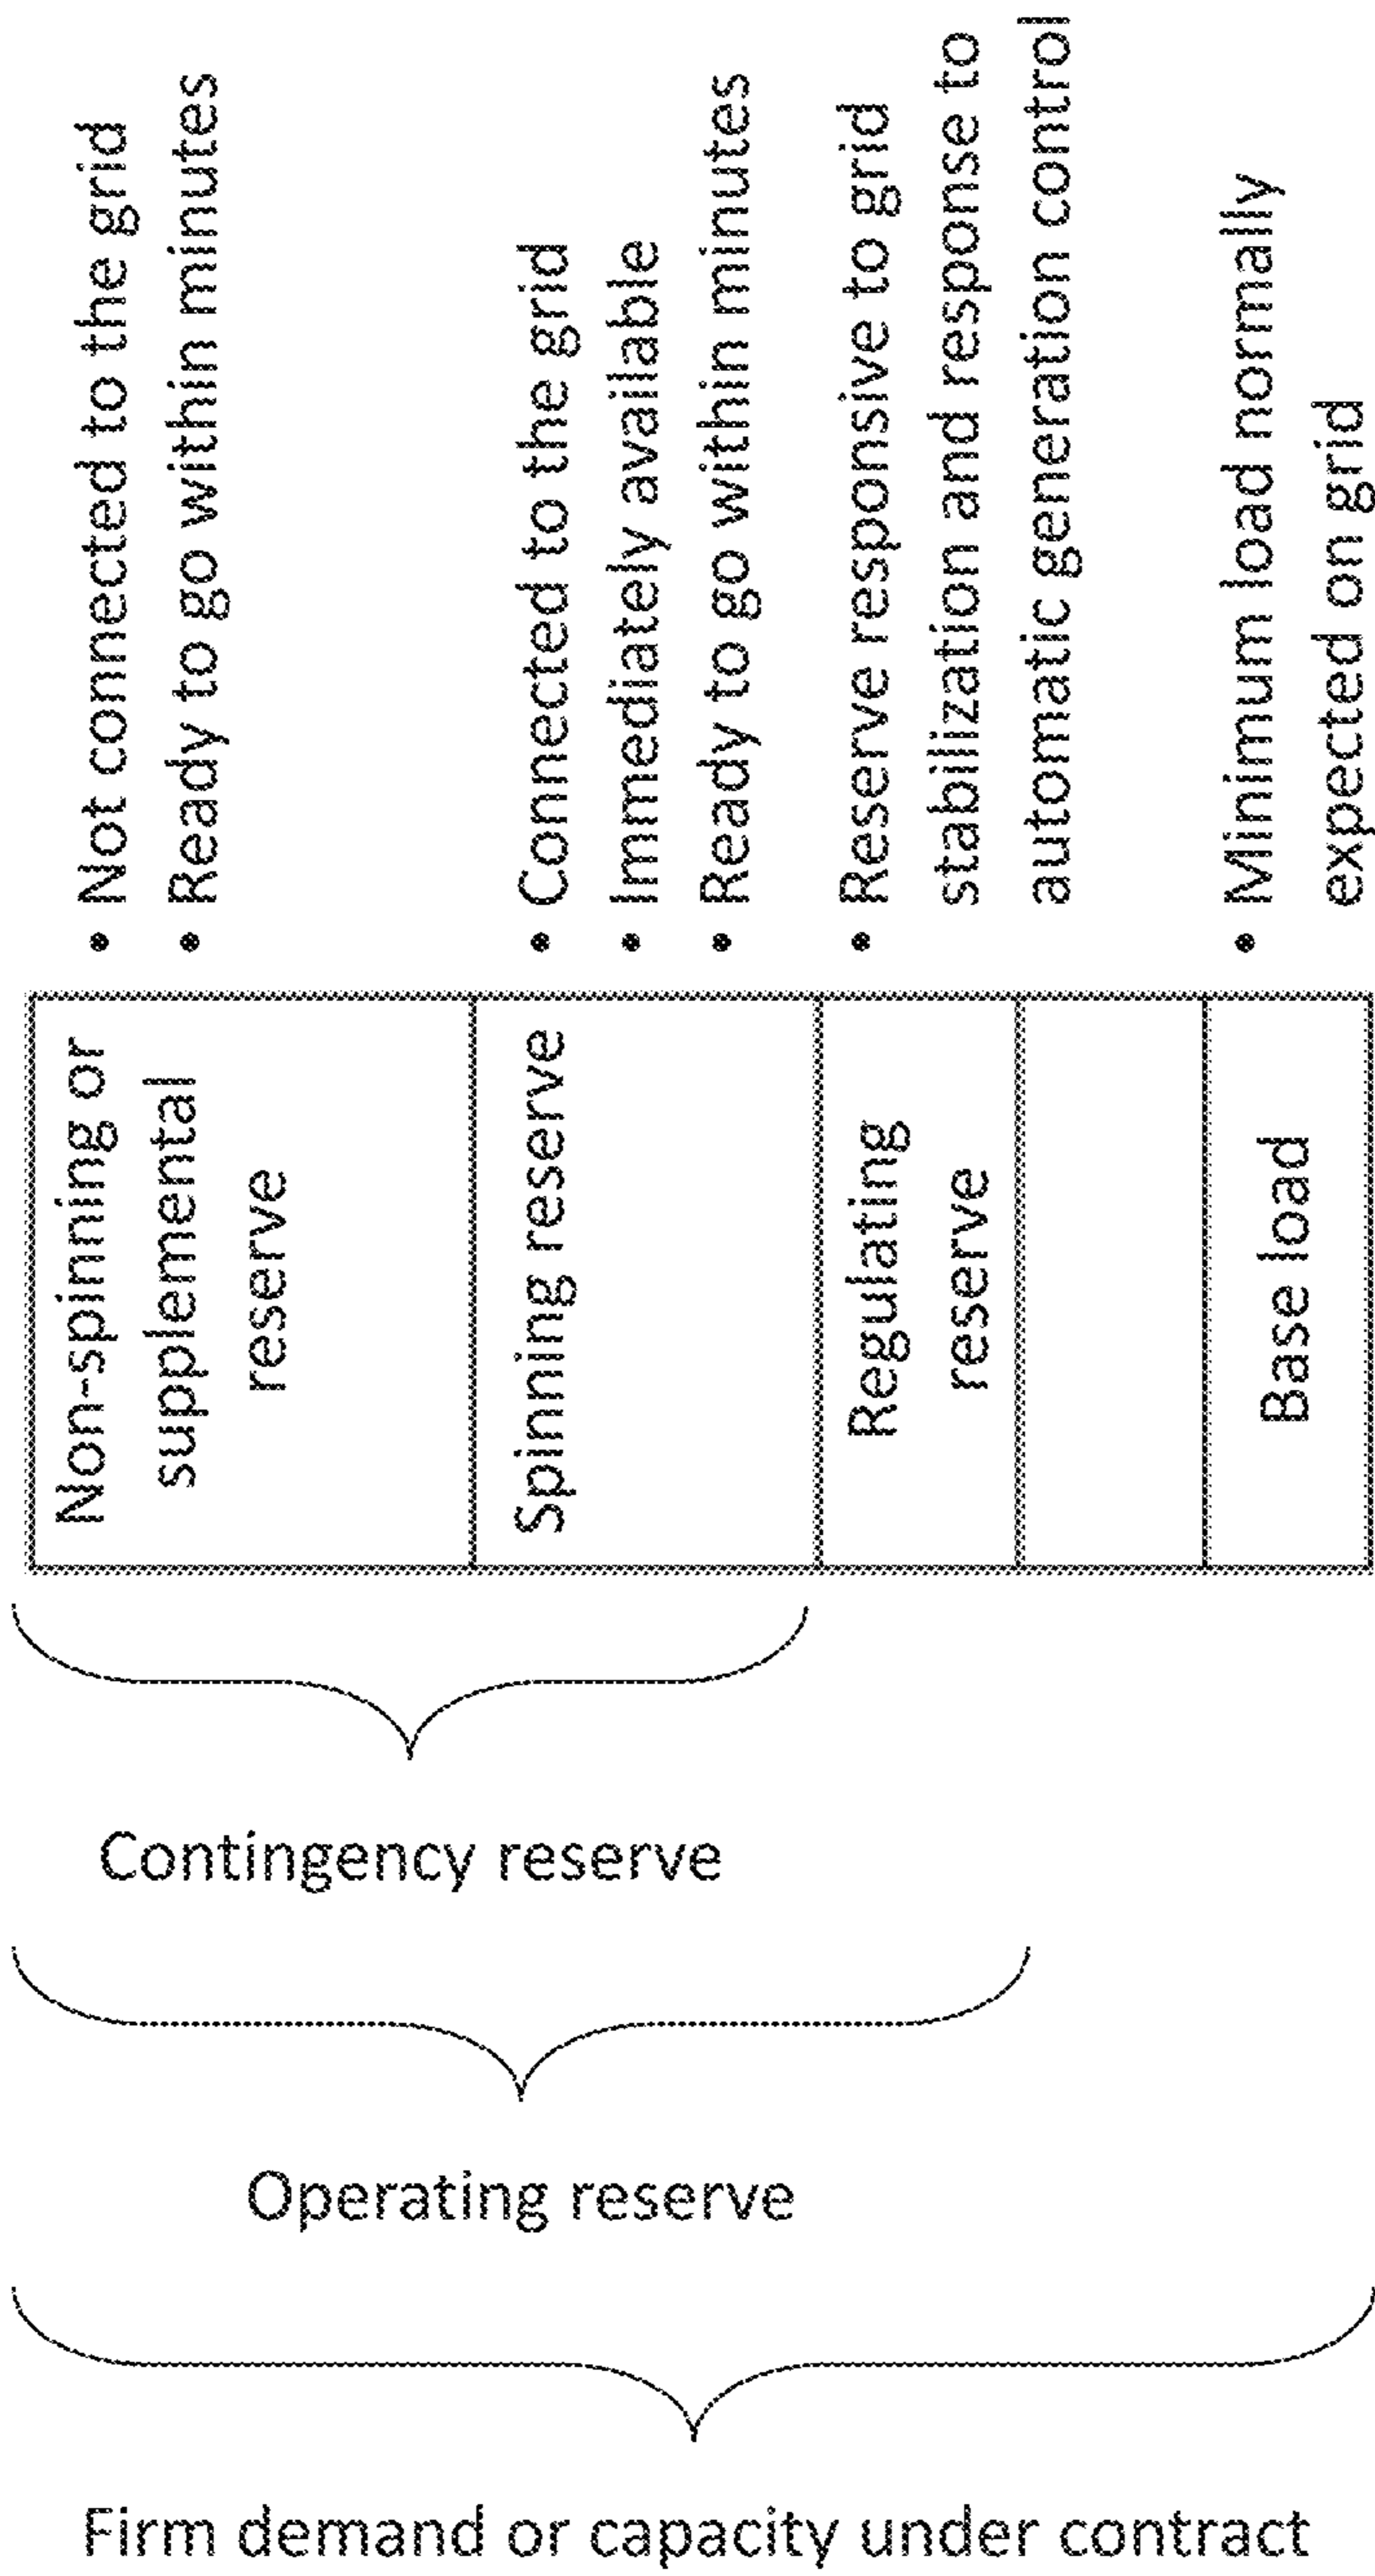 Non-spinning or
supplemental
reserve
Spinning reserve
Regulating
reserve
Base load
• Not connected to the grid
• Ready to go within minutes
• Connected to the grid
• Immediately available
• Ready to go within minutes
• Reserve responsive to grid
stabilization and response to
automatic generation control
• Minimum load normally
expected on grid
Contingency reserve
Operating reserve
Firm demand or capacity under contract